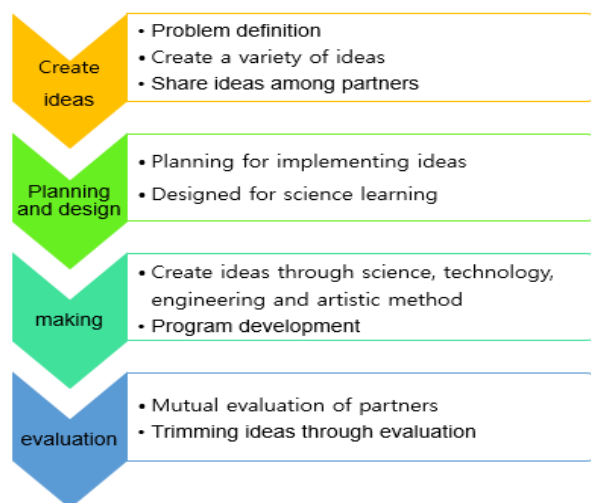 Create
ideas
• Problem definition
• Create a variety of ideas
• Share ideas among partners
Planning
and design
• Planning for implementing ideas
• Designed for science learning
making
• Create ideas through science, technology,
engineering and artistic method
• Program development
evaluation
• Mutual evaluation of partners
• Trimming ideas through evaluation